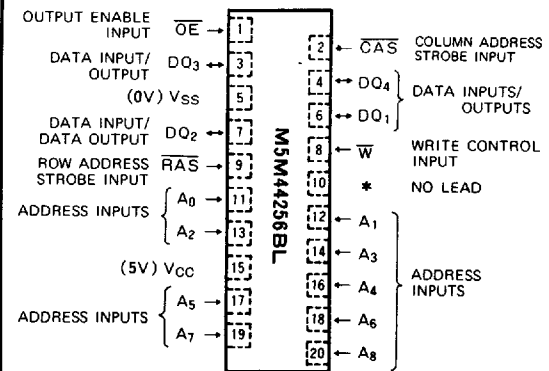 OUTPUT ENABLE
INPUT
OE → 1
2 ← CAS
COLUMN ADDRESS
STROBE INPUT
DATA INPUT/
OUTPUT
DQ3 ↔ 3
4 ↔ DQ4
6 ↔ DQ1
DATA INPUTS/
OUTPUTS
(0V) VSS 5
DATA INPUT/
DATA OUTPUT
DQ2 ↔ 7
8 ← W
WRITE CONTROL
INPUT
ROW ADDRESS
STROBE INPUT
RAS → 9
10 * NO LEAD
ADDRESS INPUTS
A0 → 11
A2 → 13
M5M44256BL
12 ← A1
14 ← A3
16 ← A4
18 ← A6
20 ← A8
ADDRESS
INPUTS
(5V) VCC 15
ADDRESS INPUTS
A5 → 17
A7 → 19